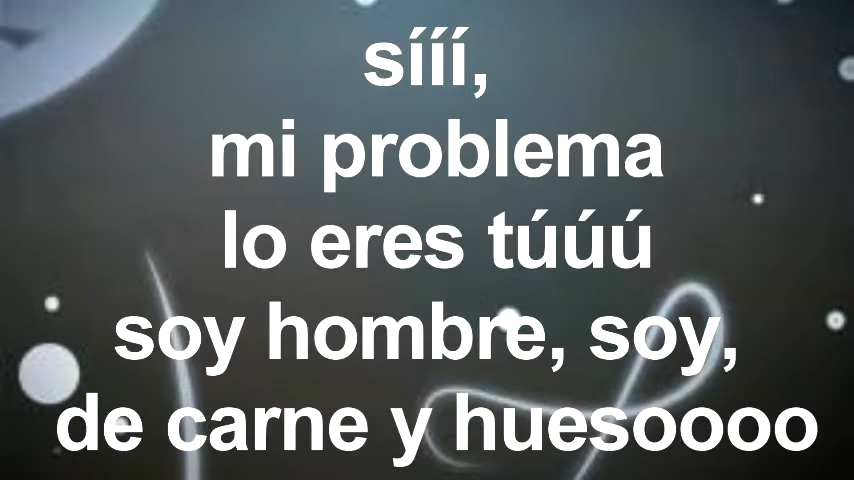 sííí,
mi problema
lo eres túúú
soy hombre, soy,
de carne y huesoooo